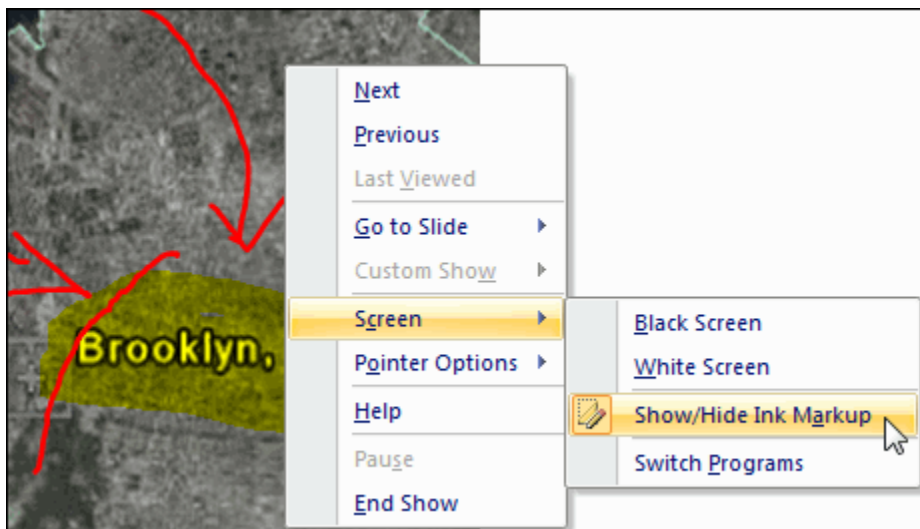 Next
Previous
Last Viewed
Go to Slide
Custom Show
Screen
Pointer Options
Help
Pause
End Show
Black Screen
White Screen
Show/Hide Ink Markup
Switch Programs
Brooklyn,